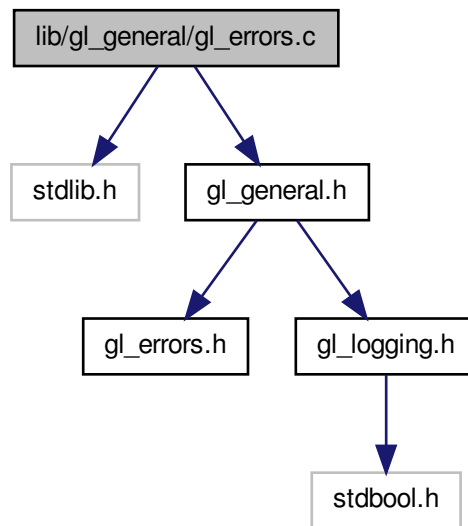 lib/gl_general/gl_errors.c
stdlib.h
gl_general.h
gl_errors.h
gl_logging.h
stdbool.h